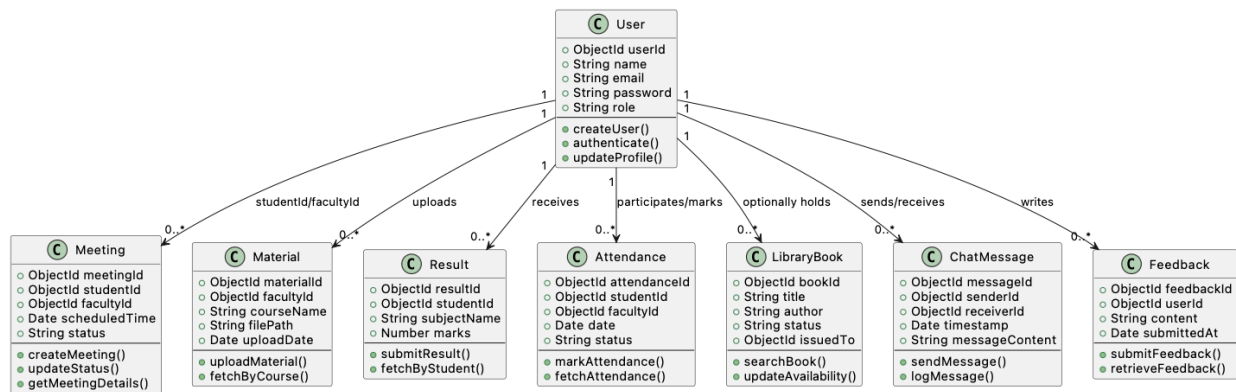 C User
ObjectId userId
String name
String email
String password
String role
createUser()
authenticate()
updateProfile()
1
1
1
1
1
1
1
studentId/facultyId
uploads
receives
participates/marks
optionally holds
sends/receives
writes
0..*
0..*
0..*
0..*
0..*
0..*
0..*
C Meeting
ObjectId meetingId
ObjectId studentId
ObjectId facultyId
Date scheduledTime
String status
createMeeting()
updateStatus()
getMeetingDetails()
C Material
ObjectId materialId
ObjectId facultyId
String courseName
String filePath
Date uploadDate
uploadMaterial()
fetchByCourse()
C Result
ObjectId resultId
ObjectId studentId
String subjectName
Number marks
submitResult()
fetchByStudent()
C Attendance
ObjectId attendanceId
ObjectId studentId
ObjectId facultyId
Date date
String status
markAttendance()
fetchAttendance()
C LibraryBook
ObjectId bookId
String title
String author
String status
ObjectId issuedTo
searchBook()
updateAvailability()
C ChatMessage
ObjectId messageId
ObjectId senderId
ObjectId receiverId
Date timestamp
String messageContent
sendMessage()
logMessage()
C Feedback
ObjectId feedbackId
ObjectId userId
String content
Date submittedAt
submitFeedback()
retrieveFeedback()